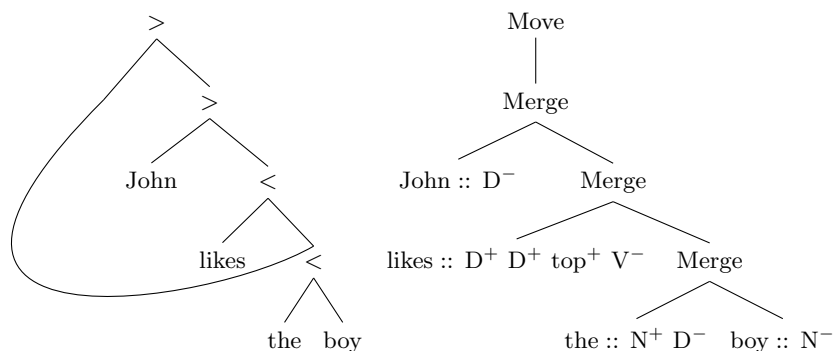 > Move
> Merge
John < John :: D⁻ Merge
likes < likes :: D⁺ D⁺ top⁺ V⁻ Merge
the boy the :: N⁺ D⁻ boy :: N⁻